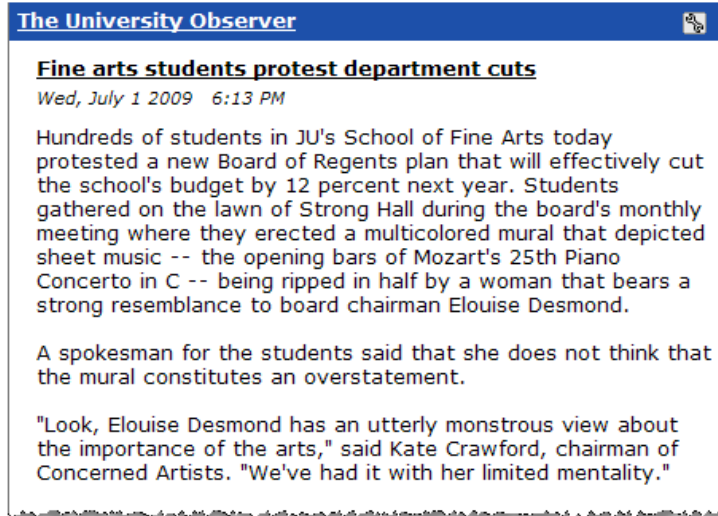 The University Observer
Fine arts students protest department cuts
Wed, July 1 2009 6:13 PM
Hundreds of students in JU's School of Fine Arts today
protested a new Board of Regents plan that will effectively cut
the school's budget by 12 percent next year. Students
gathered on the lawn of Strong Hall during the board's monthly
meeting where they erected a multicolored mural that depicted
sheet music -- the opening bars of Mozart's 25th Piano
Concerto in C -- being ripped in half by a woman that bears a
strong resemblance to board chairman Elouise Desmond.
A spokesman for the students said that she does not think that
the mural constitutes an overstatement.
"Look, Elouise Desmond has an utterly monstrous view about
the importance of the arts," said Kate Crawford, chairman of
Concerned Artists. "We've had it with her limited mentality."